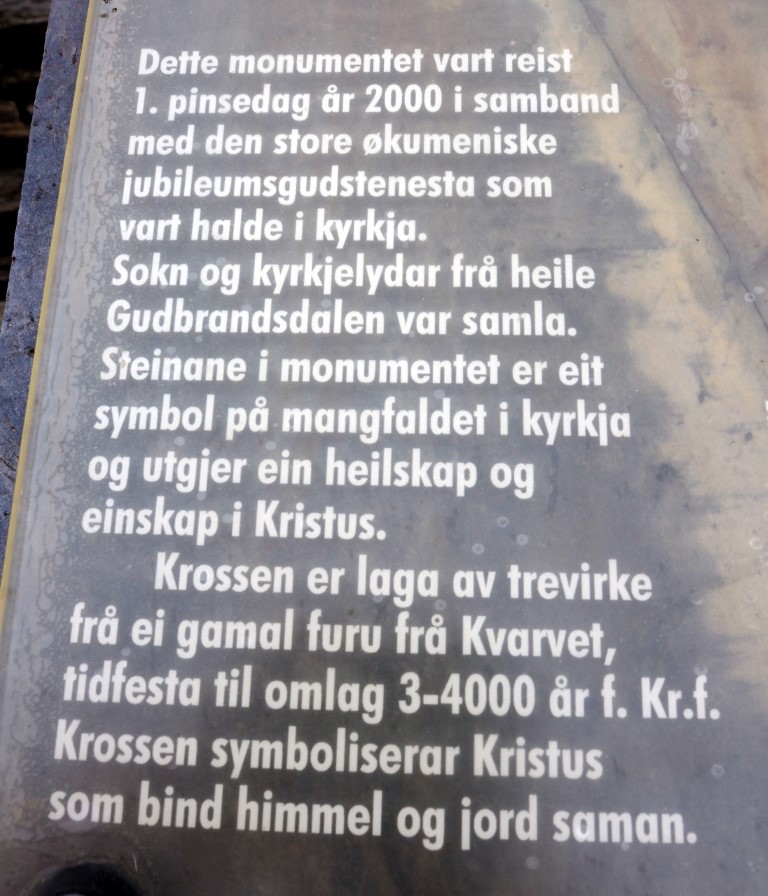 Dette monumentet vart reist
1. pinsedag år 2000 i samband
med den store økumeniske
jubileumsgudstenesta som
vart halde i kyrkja.
Sokn og kyrkjelydar frå heile
Gudbrandsdalen var samla.
Steinane i monumentet er eit
symbol på mangfaldet i kyrkja
og utgjer ein heilskap og
einskap i Kristus.
Krossen er laga av trevirke
frå ei gamal furu frå Kvarvet,
tidfesta til omlag 3-4000 år f. Kr.f.
Krossen symboliserar Kristus
som bind himmel og jord saman.